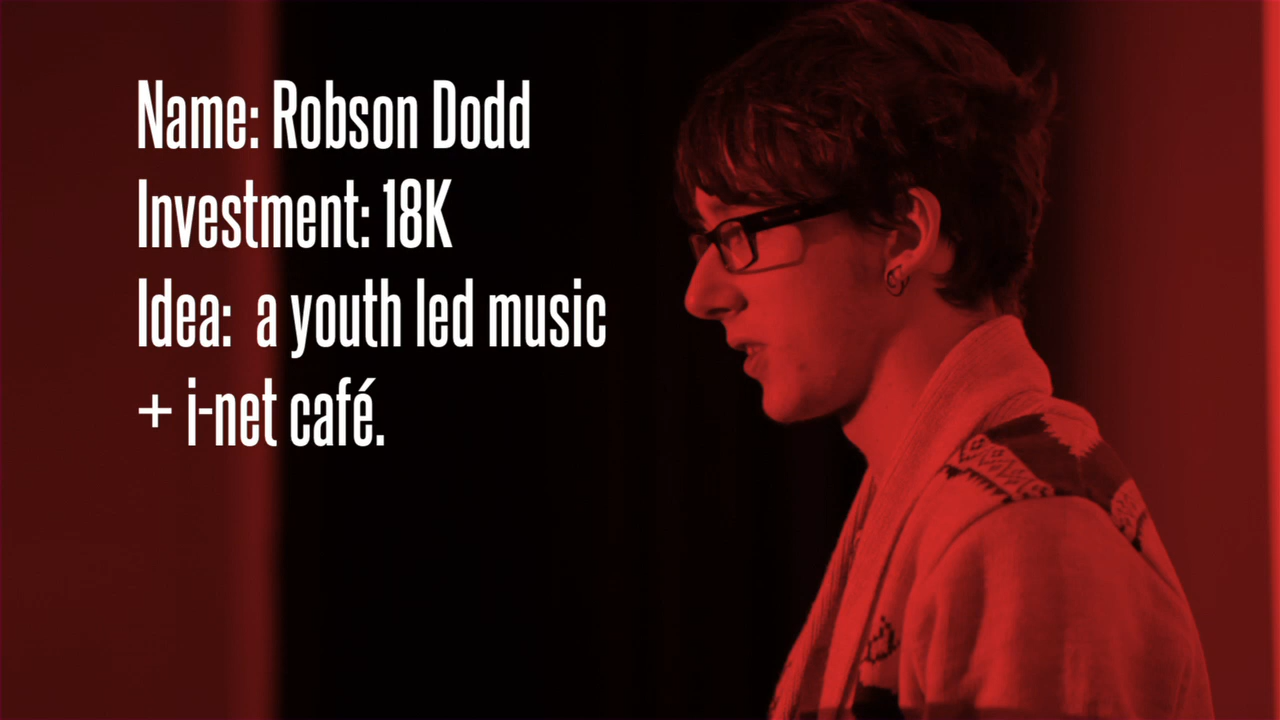 Name: Robson Dodd
Investment: 18K
Idea: a youth led music
+ i-net café.